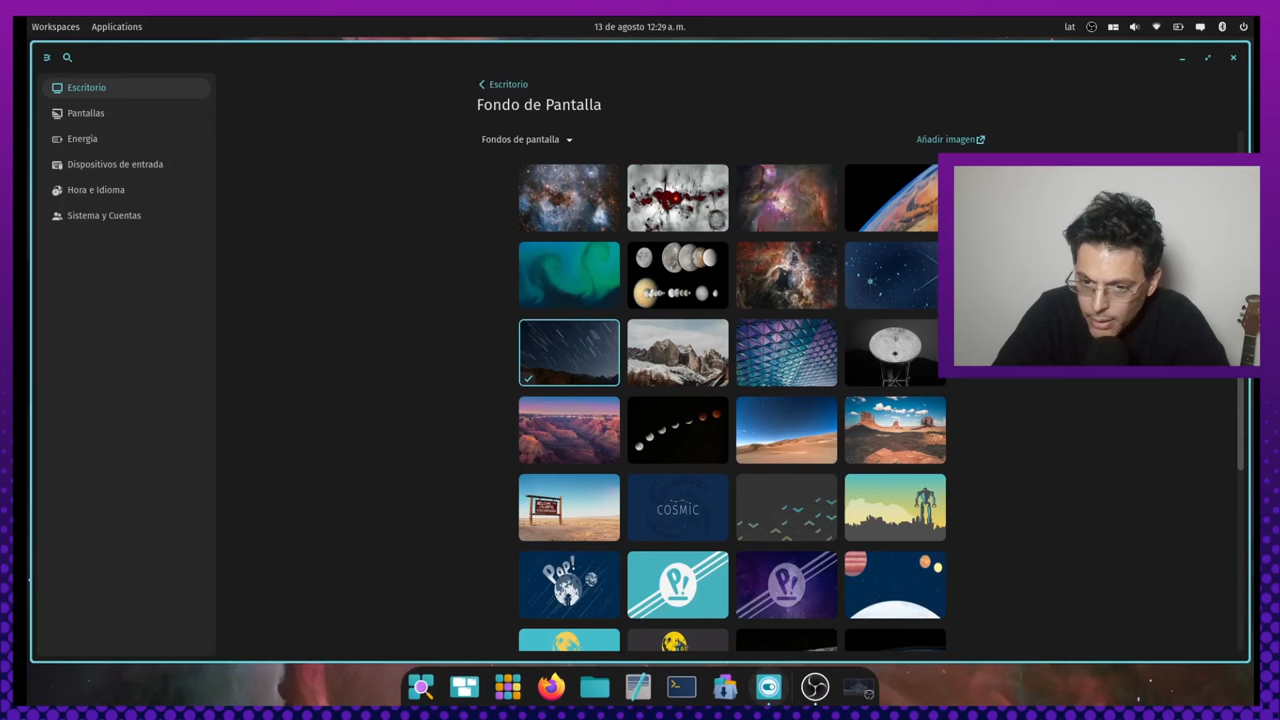 Workspaces Applications 13 de agosto 12:29 a. m. lat
Escritorio
Pantallas
Energía
Dispositivos de entrada
Hora e Idioma
Sistema y Cuentas
Escritorio
Fondo de Pantalla
Fondos de pantalla Añadir imagen
COSMIC
Pop!
P!
P!